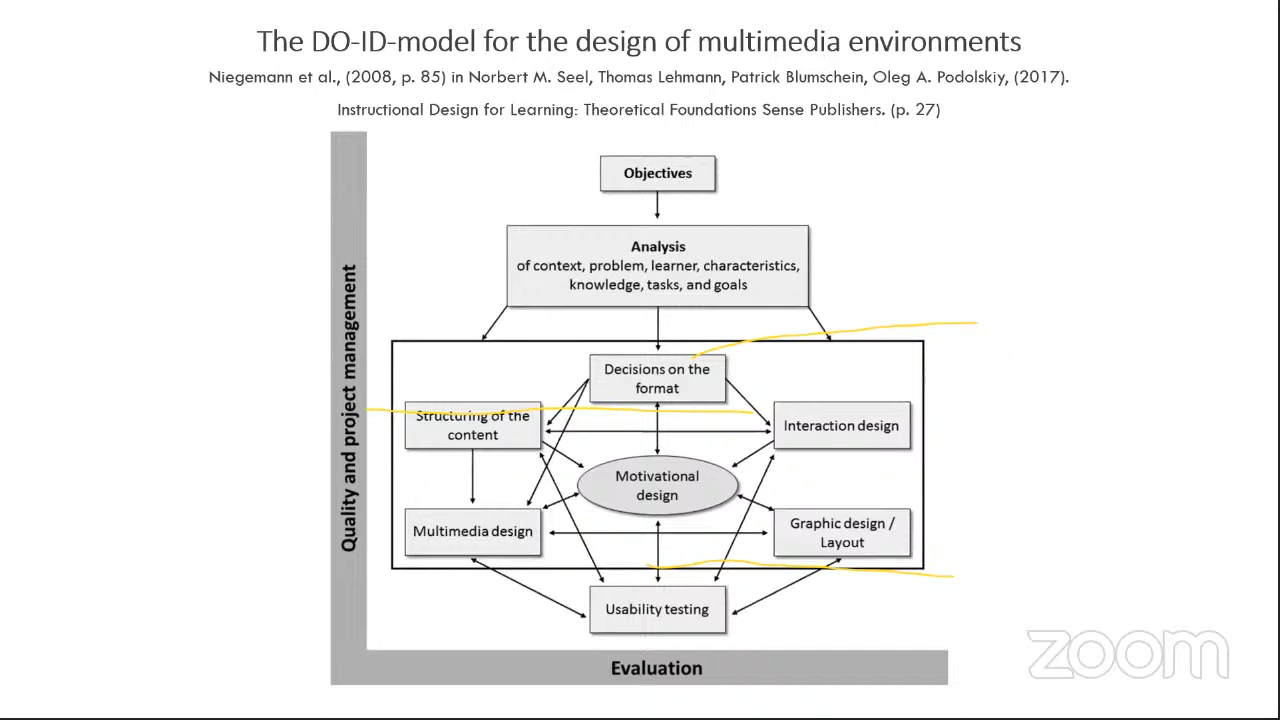 The DO-ID-model for the design of multimedia environments
Niegemann et al., (2008, p. 85) in Norbert M. Seel, Thomas Lehmann, Patrick Blumschein, Oleg A. Podolskiy, (2017).
Instructional Design for Learning: Theoretical Foundations Sense Publishers. (p. 27)
Quality and project management
Objectives
Analysis
of context, problem, learner, characteristics,
knowledge, tasks, and goals
Decisions on the
format
Structuring of the
content
Interaction design
Motivational
design
Multimedia design
Graphic design /
Layout
Usability testing
Evaluation
zoom